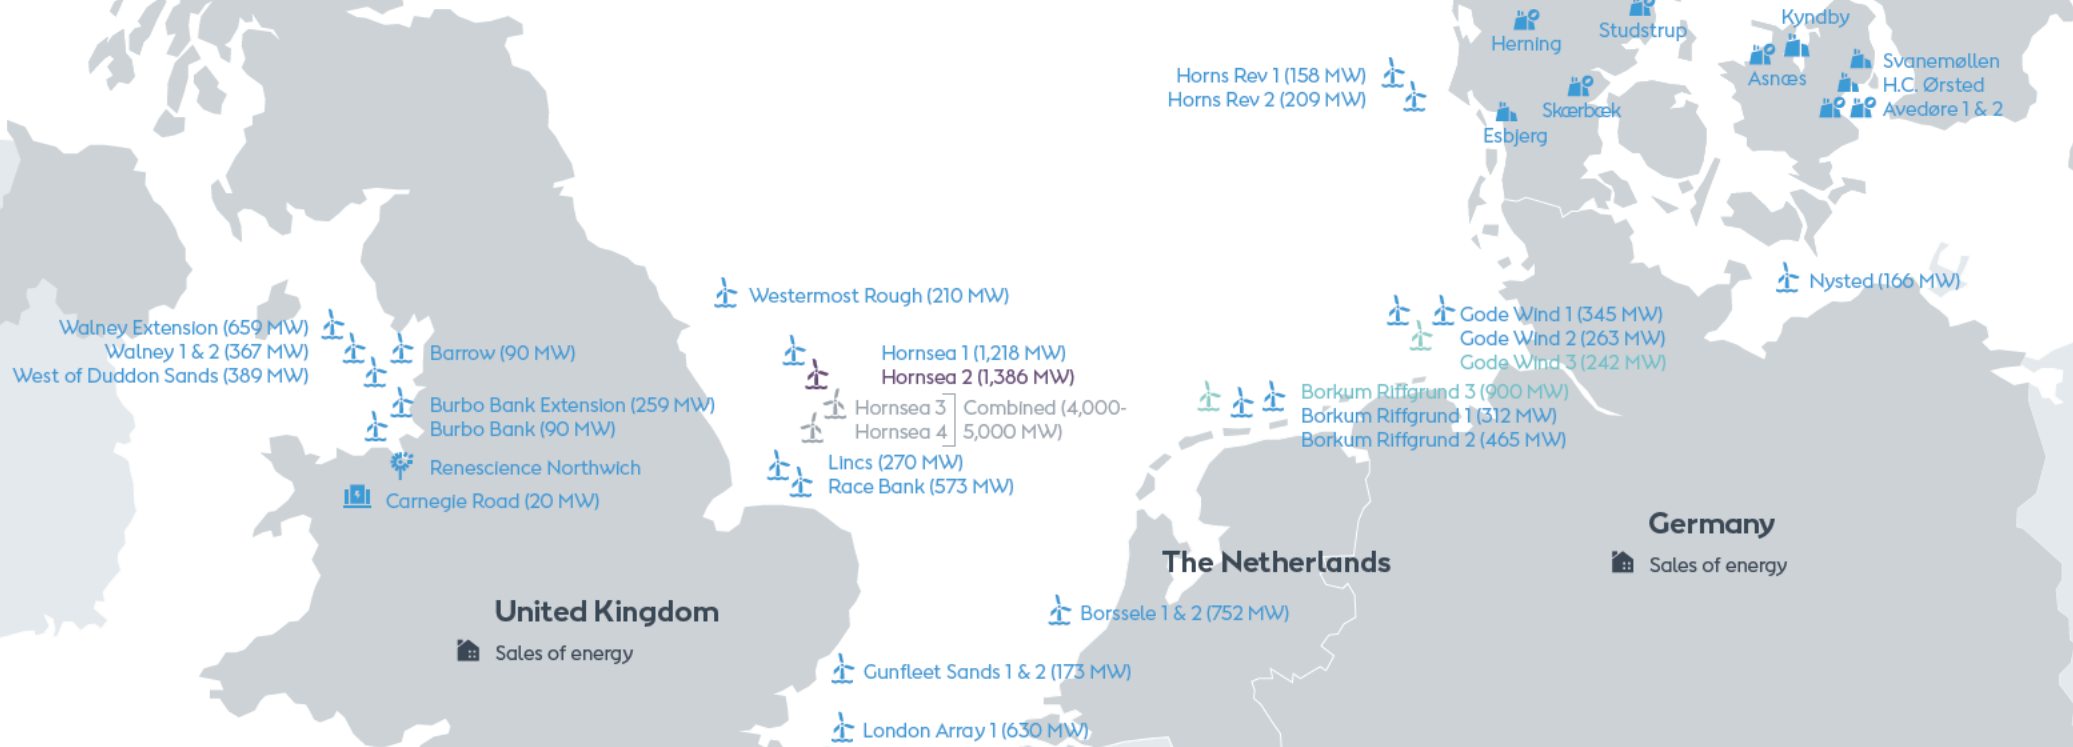 Kyndby
Herning
Studstrup
Horns Rev 1 (158 MW)
Horns Rev 2 (209 MW)
Asnæs
Svanemøllen
H.C. Ørsted
Avedøre 1 & 2
Skærbæk
Esbjerg
Nysted (166 MW)
Westermost Rough (210 MW)
Walney Extension (659 MW)
Walney 1 & 2 (367 MW)
West of Duddon Sands (389 MW)
Barrow (90 MW)
Burbo Bank Extension (259 MW)
Burbo Bank (90 MW)
Renescience Northwich
Carnegie Road (20 MW)
Hornsea 1 (1,218 MW)
Hornsea 2 (1,386 MW)
Hornsea 3
Hornsea 4
Combined (4,000-
5,000 MW)
Lincs (270 MW)
Race Bank (573 MW)
Gode Wind 1 (345 MW)
Gode Wind 2 (263 MW)
Gode Wind 3 (242 MW)
Borkum Riffgrund 3 (900 MW)
Borkum Riffgrund 1 (312 MW)
Borkum Riffgrund 2 (465 MW)
Germany
Sales of energy
The Netherlands
Borssele 1 & 2 (752 MW)
United Kingdom
Sales of energy
Gunfleet Sands 1 & 2 (173 MW)
London Array 1 (630 MW)